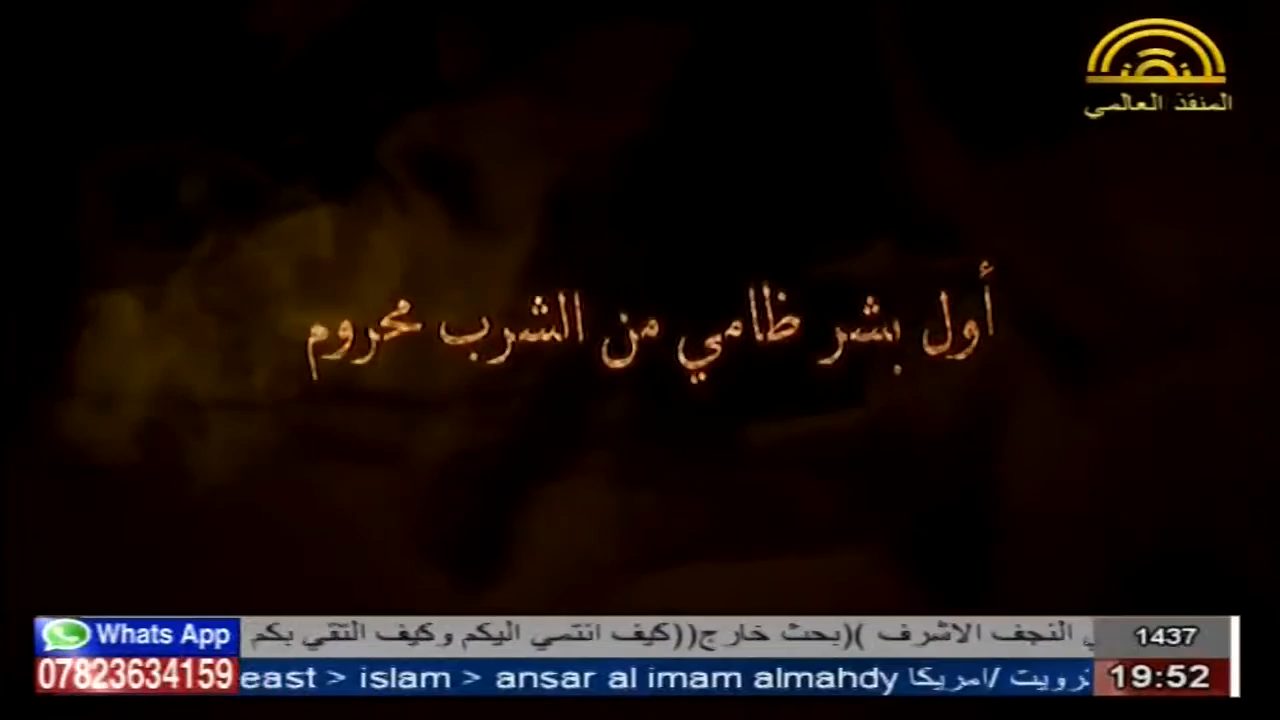 المنقذ العالمي
أول بشر ظامي من الشرب محروم
Whats App
النجف الاشرف )(بحث خارج((كيف انتمي اليكم وكيف التقي بكم
1437
07823634159
east > islam > ansar al imam almahdy ترويت /امريكا
19:52